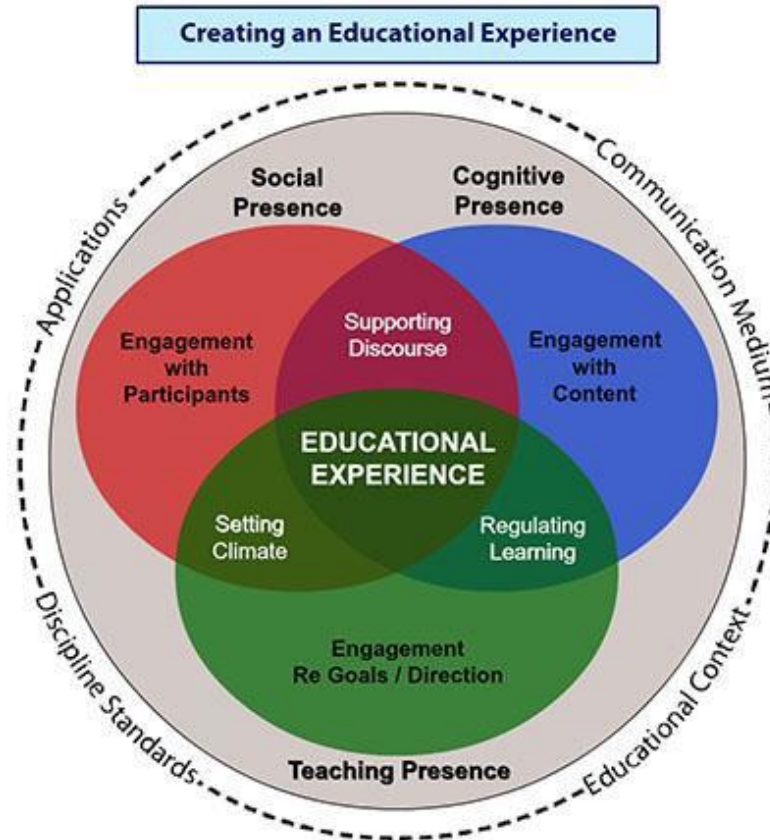 Creating an Educational Experience
Applications
Communication Medium
Social
Presence
Cognitive
Presence
Engagement
with
Participants
Supporting
Discourse
Engagement
with
Content
EDUCATIONAL
EXPERIENCE
Setting
Climate
Regulating
Learning
Engagement
Re Goals / Direction
Teaching Presence
Discipline Standards
Educational Context